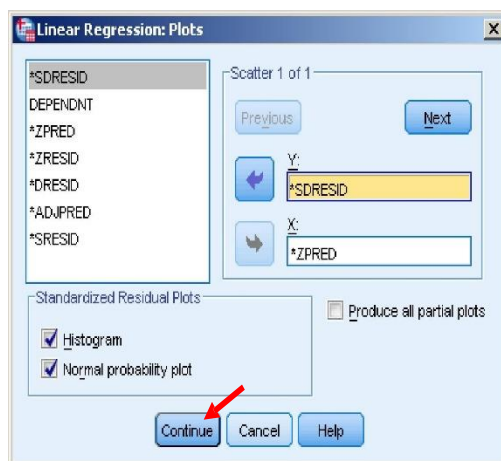 Linear Regression: Plots
*SDRESID
DEPENDNT
*ZPRED
*ZRESID
*DRESID
*ADJPRED
*SRESID
Scatter 1 of 1
Previous
Next
Y:
*SDRESID
X:
*ZPRED
Standardized Residual Plots
Histogram
Normal probability plot
Produce all partial plots
Continue
Cancel
Help